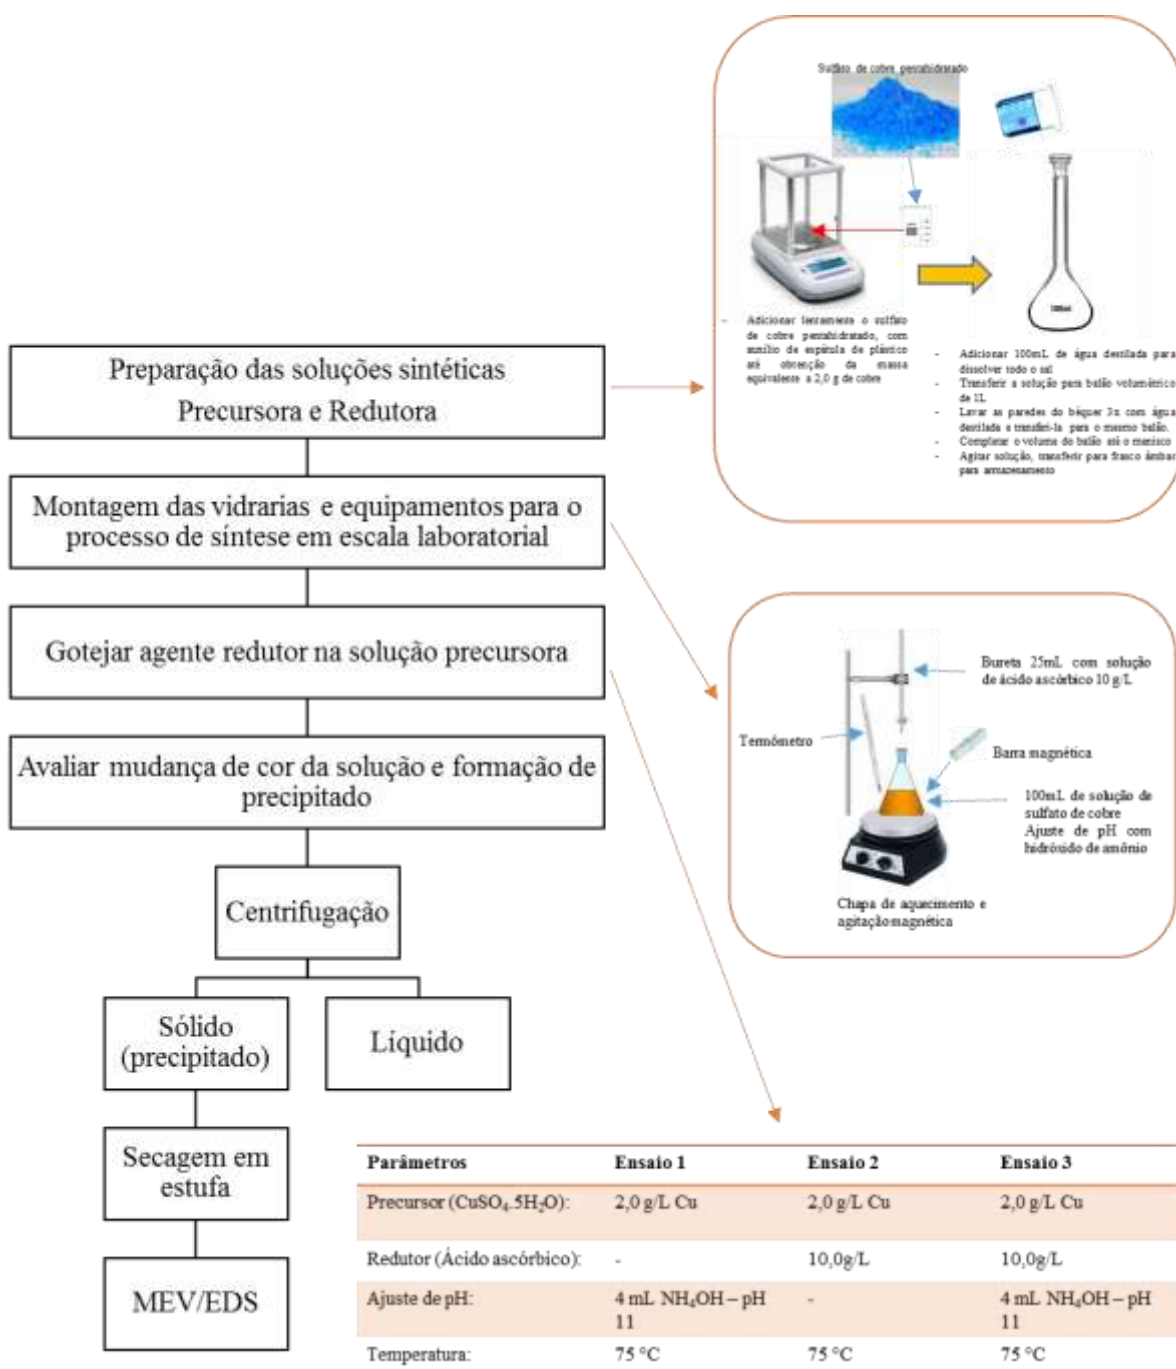 Sulfato de cobre pentahidratado
100ml
- Adicionar lentamente o sulfato
de cobre pentahidratado, com
auxílio de espátula de plástico
até obtenção da massa
equivalente a 2,0 g de cobre
- Adicionar 100mL de água destilada para
dissolver todo o sal
- Transferir a solução para balão volumétrico
de 1L
- Lavar as paredes do béquer 3x com água
destilada e transferi-la para o mesmo balão.
- Completar o volume do balão até o menisco
- Agitar solução, transferir para frasco âmbar
para armazenamento
Preparação das soluções sintéticas
Precursora e Redutora
Montagem das vidrarias e equipamentos para o
processo de síntese em escala laboratorial
Gotejar agente redutor na solução precursora
Avaliar mudança de cor da solução e formação de
precipitado
Centrifugação
Sólido
(precipitado)
Líquido
Secagem em
estufa
MEV/EDS
Bureta 25mL com solução
de ácido ascórbico 10 g/L
Termômetro
Barra magnética
100mL de solução de
sulfato de cobre
Ajuste de pH com
hidróxido de amônio
Chapa de aquecimento e
agitação magnética
Parâmetros Ensaio 1 Ensaio 2 Ensaio 3
Precursor (CuSO₄.5H₂O): 2,0 g/L Cu 2,0 g/L Cu 2,0 g/L Cu
Redutor (Ácido ascórbico): - 10,0g/L 10,0g/L
Ajuste de pH: 4 mL NH₄OH – pH 11 - 4 mL NH₄OH – pH 11
Temperatura: 75 °C 75 °C 75 °C